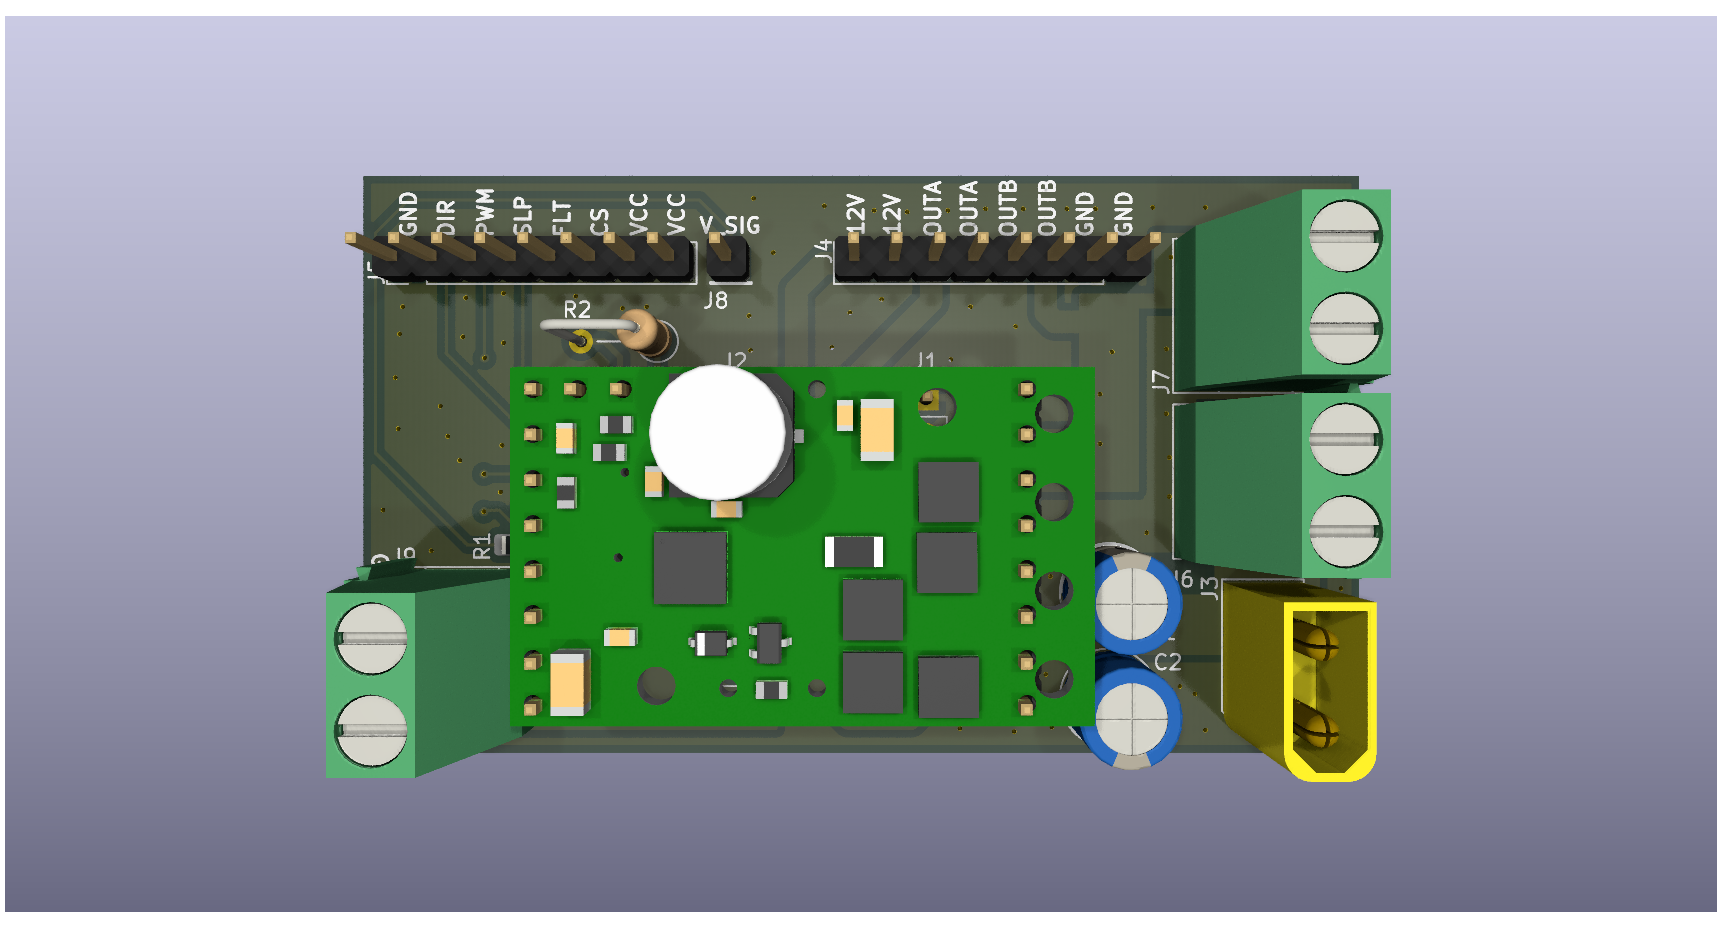 GND
DIR
PWM
SLP
FLT
CS
VCC
VCC
V_SIG
12V
12V
OUTA
OUTA
OUTB
OUTB
GND
GND
J5
J8
J4
R2
J2
J1
J7
R1
J9
J6
J3
C2